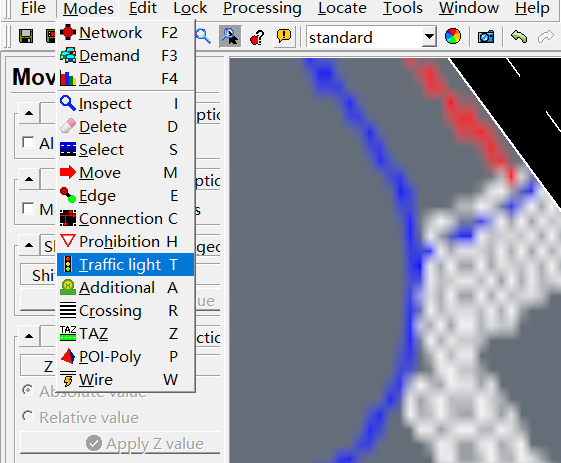 File Modes Edit Lock Processing Locate Tools Window Help
standard
Network F2
Demand F3
Data F4
Inspect I
Delete D
Select S
Move M
Edge E
Connection C
Prohibition H
Traffic light T
Additional A
Crossing R
TAZ TAZ Z
POI-Poly P
Wire W
Mov
ptio
Al
ptio
M s
S ged
Shi
ue
ctic
Z
Absolute value
Relative value
Apply Z value